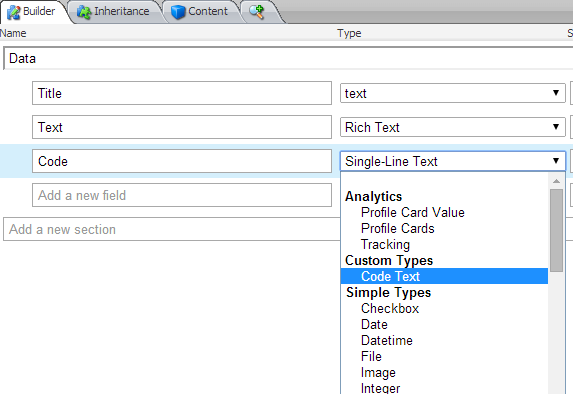 Builder Inheritance Content
Name Type S
Data
Title text
Text Rich Text
Code Single-Line Text
Add a new field
Analytics
Profile Card Value
Add a new section
Profile Cards
Tracking
Custom Types
Code Text
Simple Types
Checkbox
Date
Datetime
File
Image
Integer